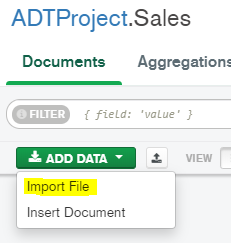 ADTProject.Sales
Documents Aggregations
FILTER { field: 'value' }
ADD DATA VIEW
Import File
Insert Document